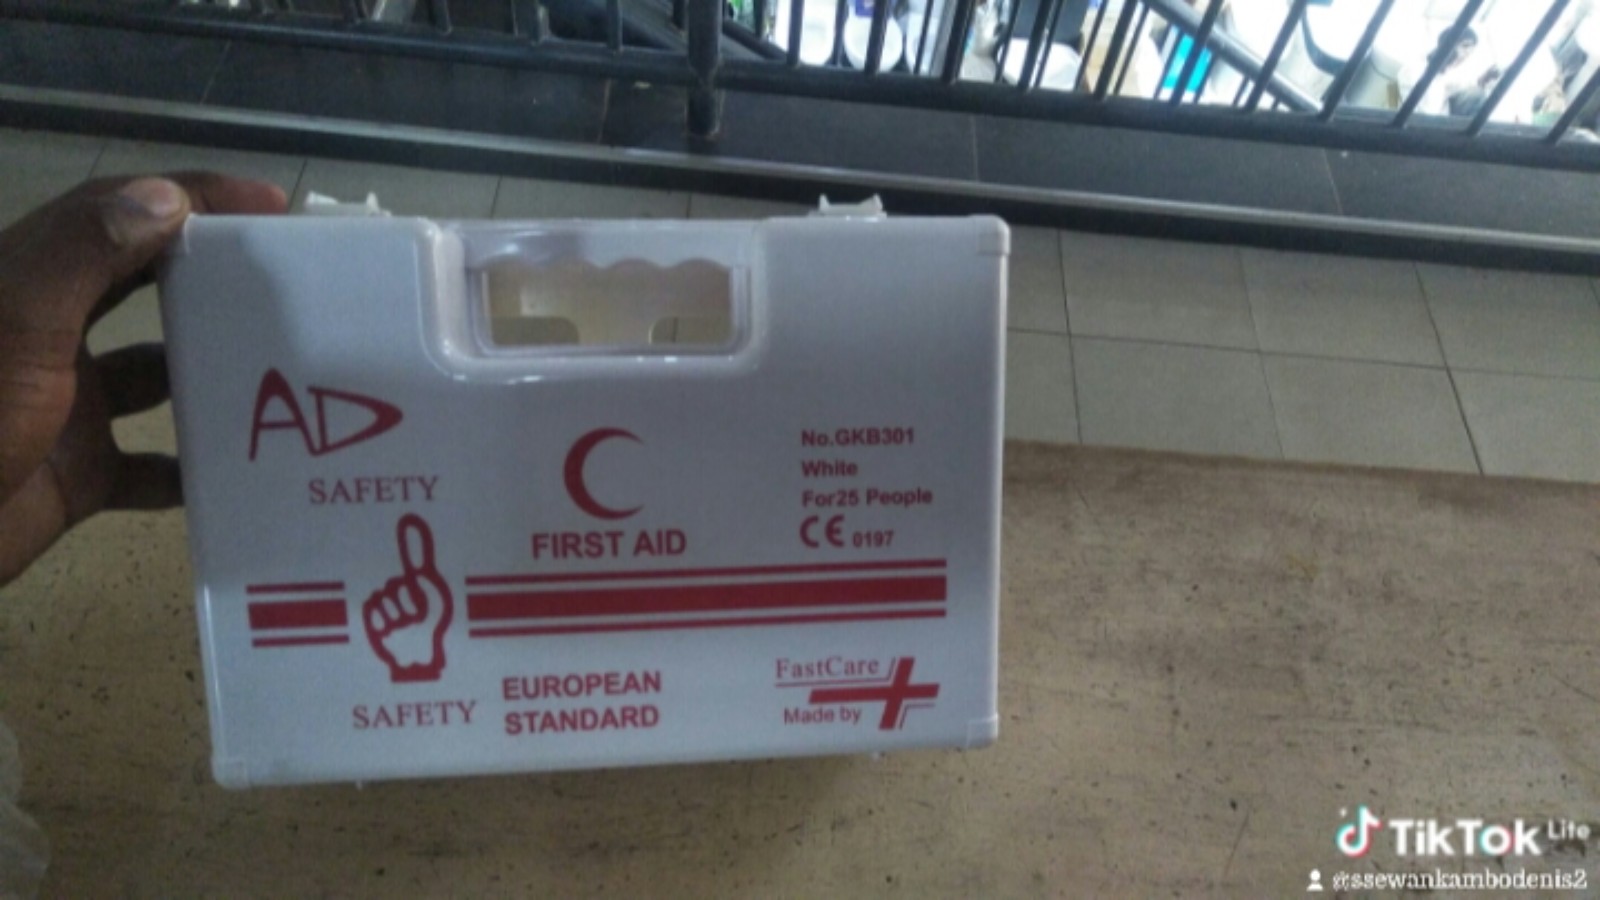 AD
SAFETY
FIRST AID
No.GKB301
White
For25 People
CE 0197
SAFETY
EUROPEAN
STANDARD
FastCare
Made by
TikTok Lite
@ssewankambodenis2